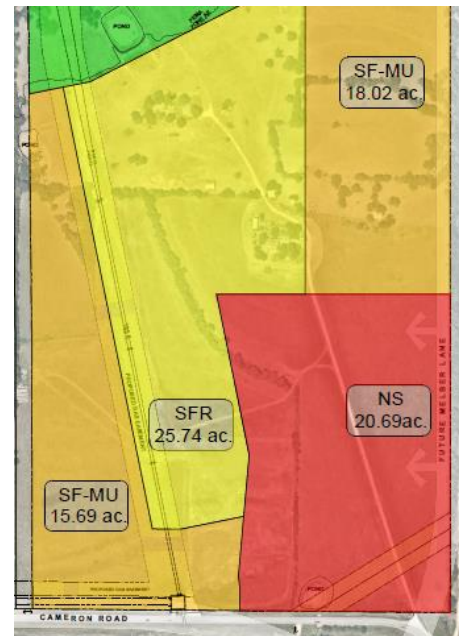 POND
SF-MU
18.02 ac.
POND
NS
20.69ac.
FUTURE MELBER LANE
SFR
25.74 ac.
SF-MU
15.69 ac.
POND
CAMERON ROAD